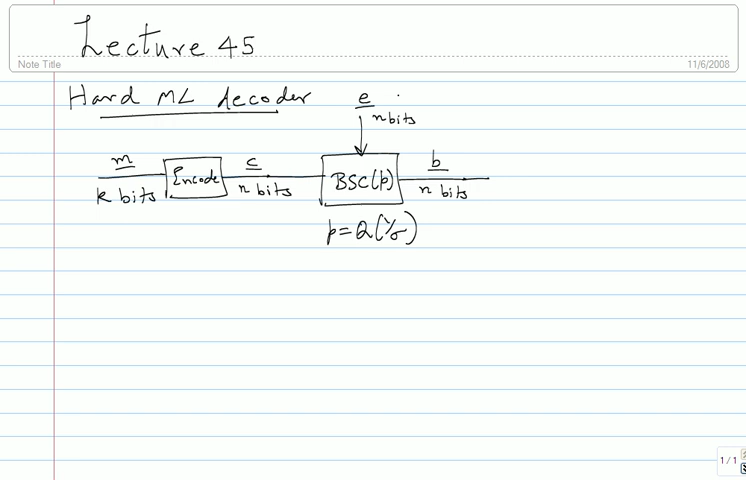 Lecture 45
Note Title
11/6/2008
Hard ML decoder
e
n bits
m
k bits
Encode
c
n bits
BSC(p)
b
n bits
p=Q(1/σ)
1/1